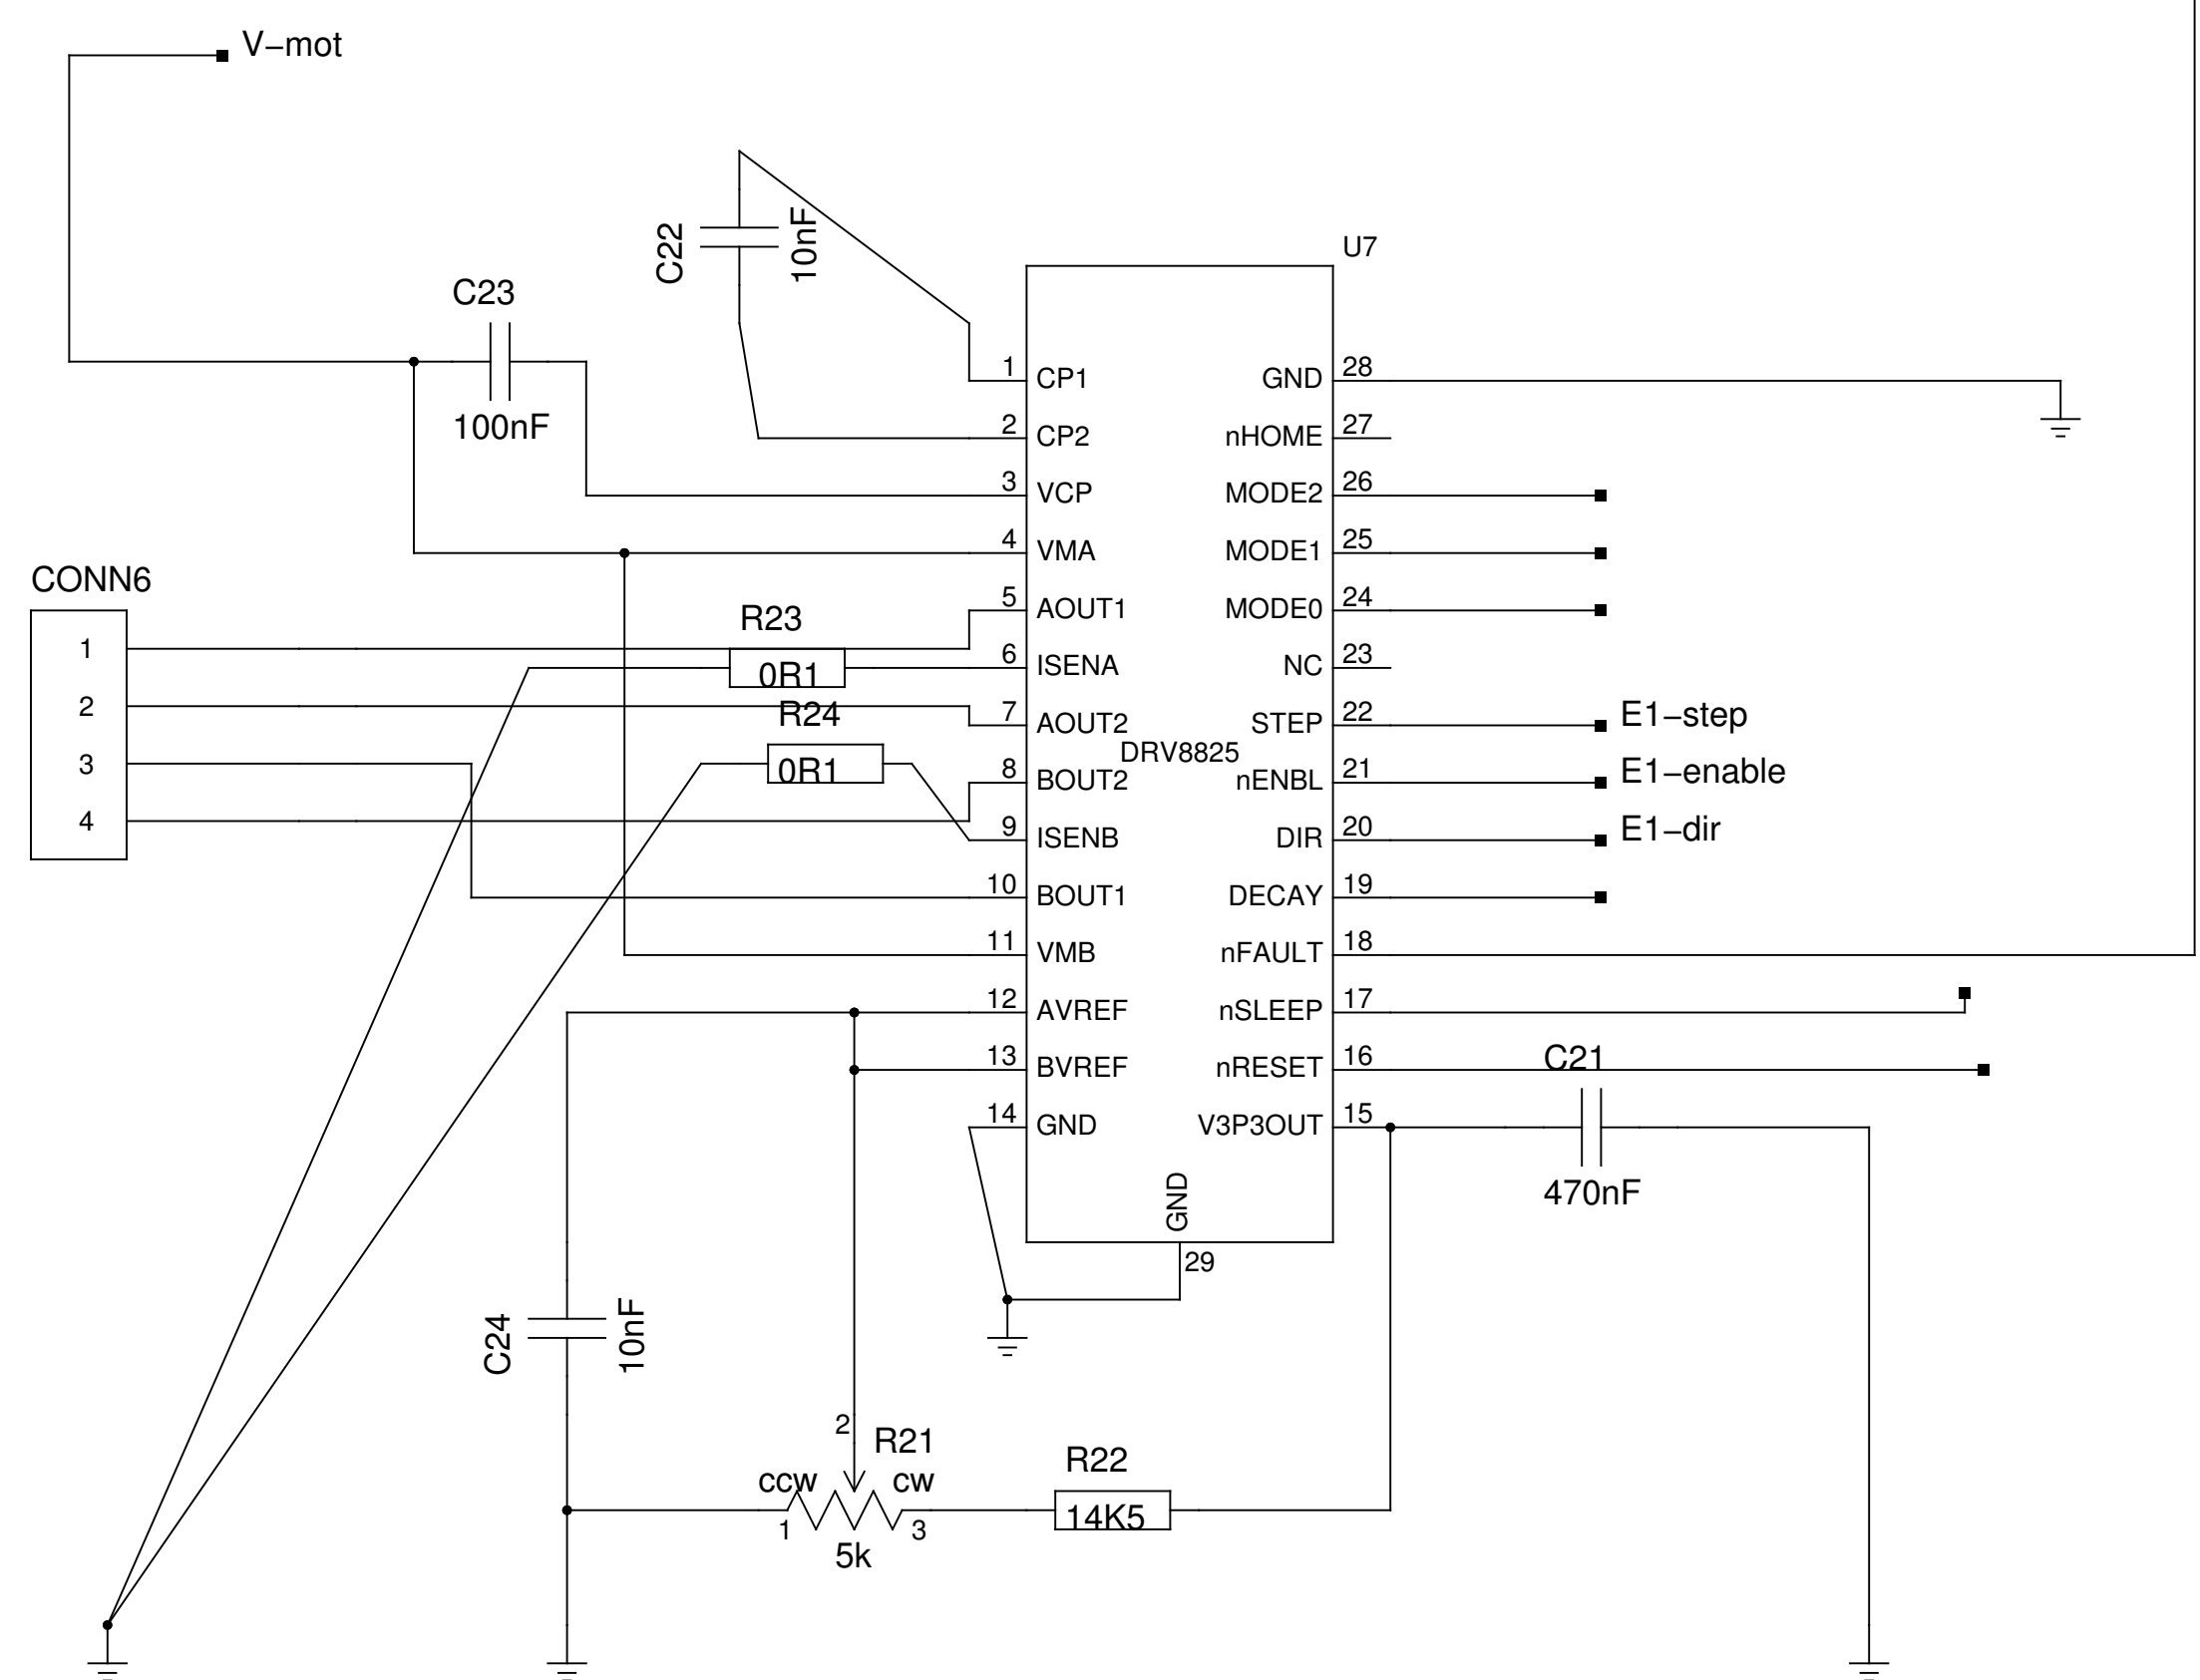 V–mot
C22
10nF
U7
C23
100nF
1 CP1
GND 28
2 CP2
nHOME 27
3 VCP
MODE2 26
4 VMA
MODE1 25
CONN6
5 AOUT1
MODE0 24
R23
1
6 ISENA
NC 23
0R1
2
R24
7 AOUT2
STEP 22 E1–step
DRV8825
3
0R1
8 BOUT2
nENBL 21 E1–enable
4
9 ISENB
DIR 20 E1–dir
10 BOUT1
DECAY 19
11 VMB
nFAULT 18
12 AVREF
nSLEEP 17
13 BVREF
nRESET 16
C21
14 GND
V3P3OUT 15
470nF
GND
29
C24
10nF
2
R21
R22
ccw
cw
14K5
1
3
5k